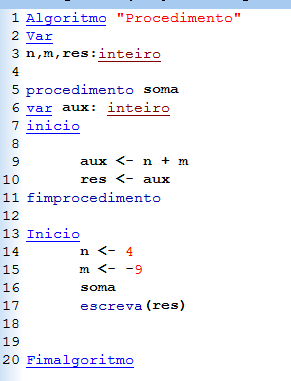 1 Algoritmo "Procedimento"
2 Var
3 n,m,res:inteiro
4
5 procedimento soma
6 var aux: inteiro
7 inicio
8
9 aux <- n + m
10 res <- aux
11 fimprocedimento
12
13 Inicio
14 n <- 4
15 m <- -9
16 soma
17 escreva(res)
18
19
20 Fimalgoritmo